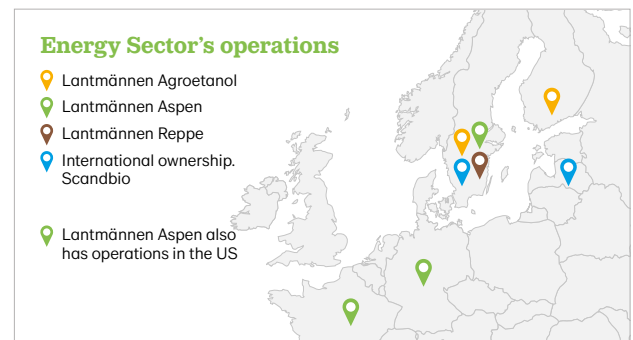 Energy Sector's operations
Lantmännen Agroetanol
Lantmännen Aspen
Lantmännen Reppe
International ownership.
Scandbio
Lantmännen Aspen also
has operations in the US